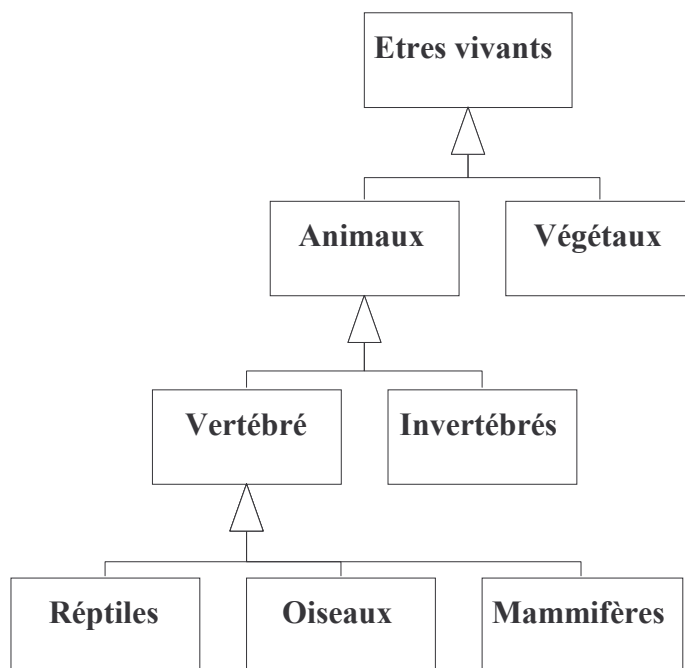 Etres vivants
Animaux
Végétaux
Vertébré
Invertébrés
Réptiles
Oiseaux
Mammifères